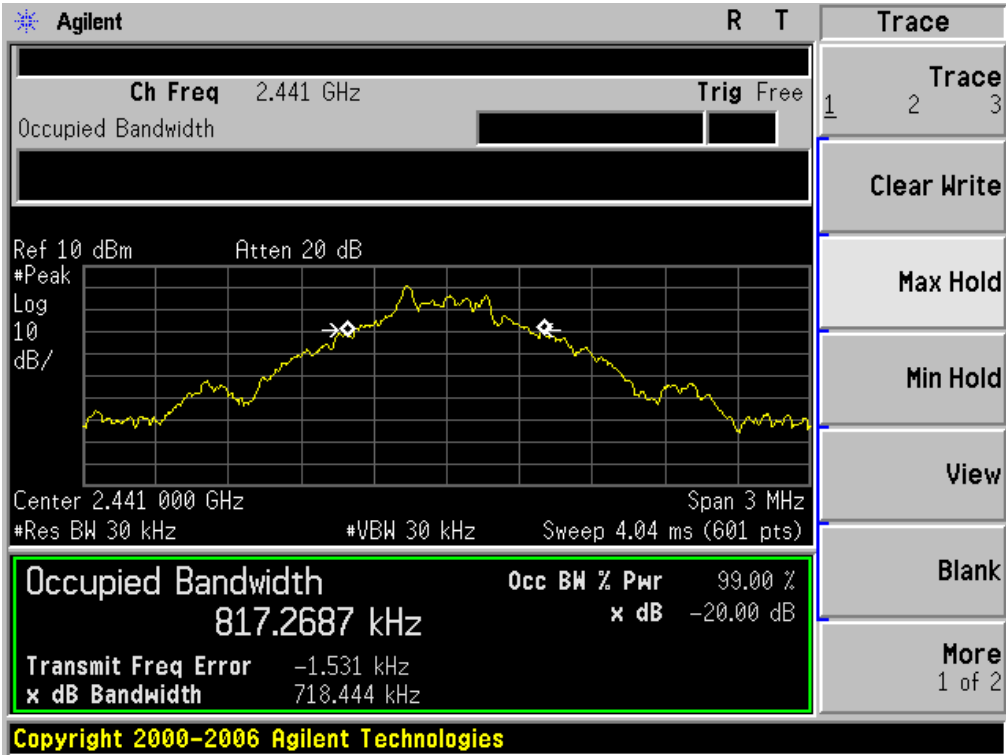 Agilent R T Trace
Ch Freq 2.441 GHz Trig Free
Occupied Bandwidth
Trace
1 2 3
Clear Write
Ref 10 dBm Atten 20 dB
#Peak
Log
10
dB/
Max Hold
Min Hold
View
Center 2.441 000 GHz Span 3 MHz
#Res BW 30 kHz #VBW 30 kHz Sweep 4.04 ms (601 pts)
Occupied Bandwidth Occ BW % Pwr 99.00 %
817.2687 kHz x dB -20.00 dB
Blank
Transmit Freq Error -1.531 kHz
x dB Bandwidth 718.444 kHz
More
1 of 2
Copyright 2000-2006 Agilent Technologies